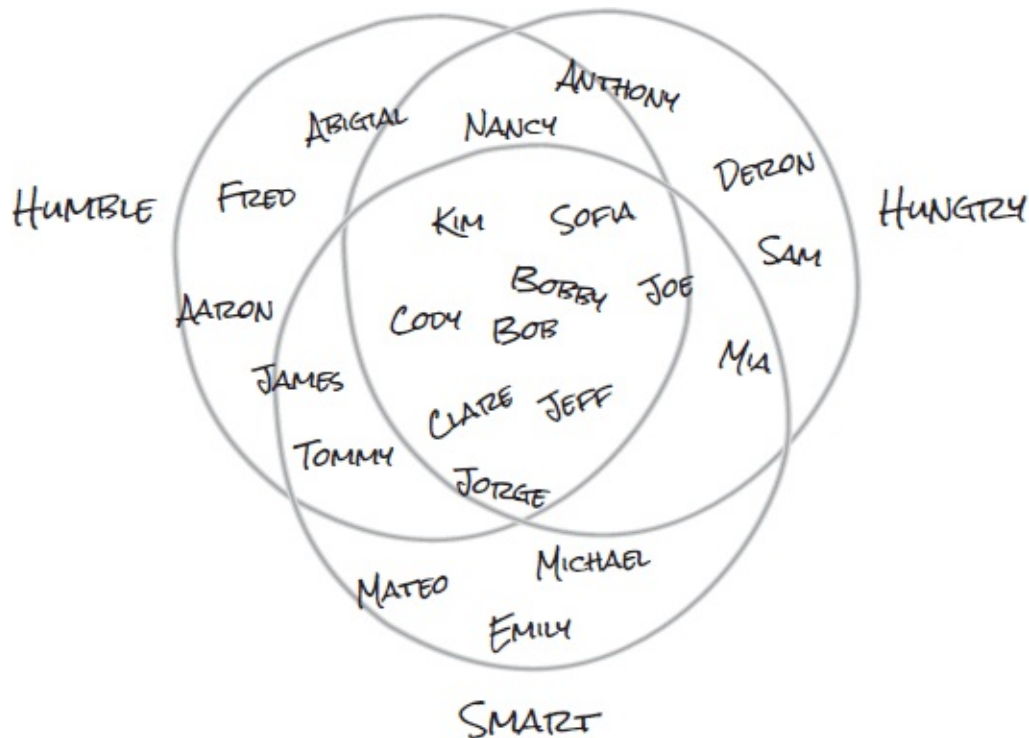 ANTHONY
ABIGIAL
NANCY
DERON
FRED
HUMBLE
KIM
SOFIA
HUNGRY
SAM
BOBBY
JOE
AARON
CODY
BOB
MIA
JAMES
CLARE
JEFF
TOMMY
JORGE
MICHAEL
MATEO
EMILY
SMART